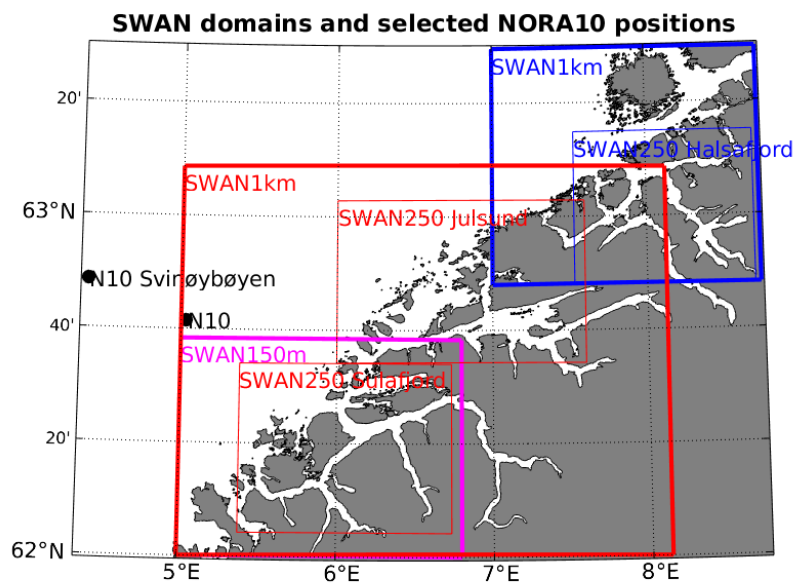 SWAN domains and selected NORA10 positions
SWAN1km
20'
SWAN250 Halsafjord
SWAN1km
63°N
SWAN250 Julsund
N10 Svinøybøyen
40'
N10
SWAN150m
SWAN250 Sulafjord
20'
62°N
5°E
6°E
7°E
8°E